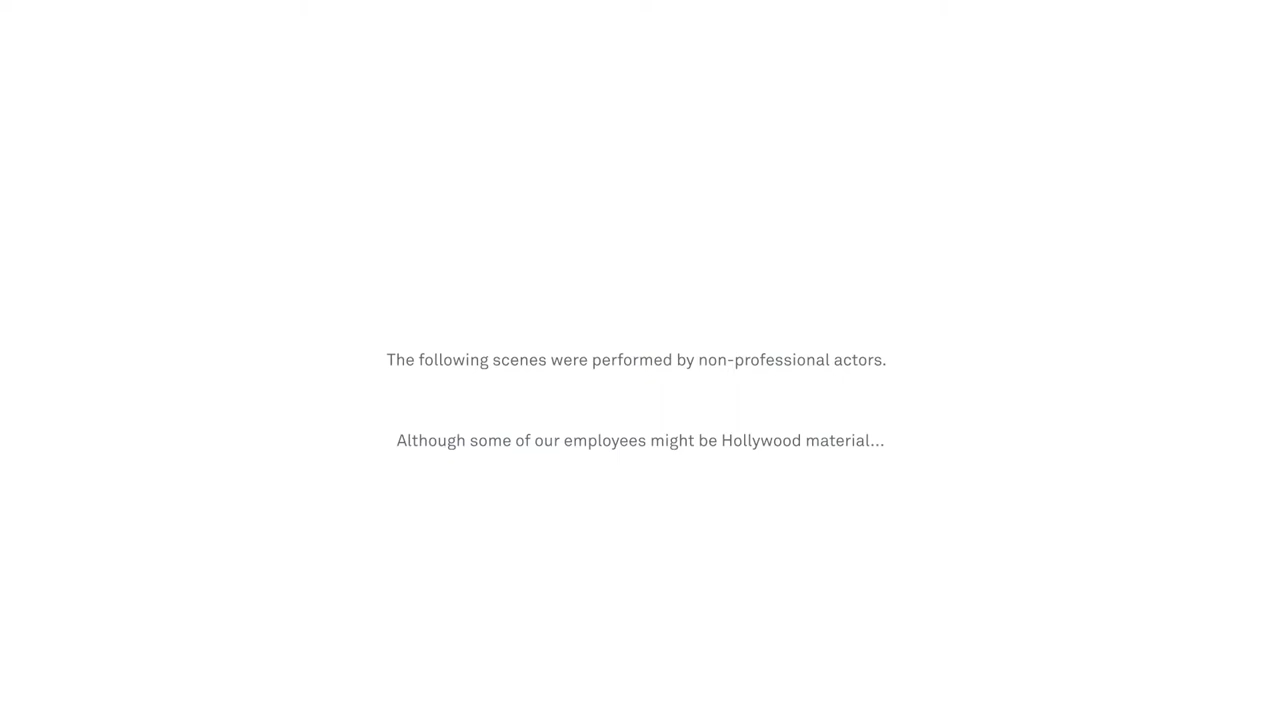 The following scenes were performed by non-professional actors.
Although some of our employees might be Hollywood material...